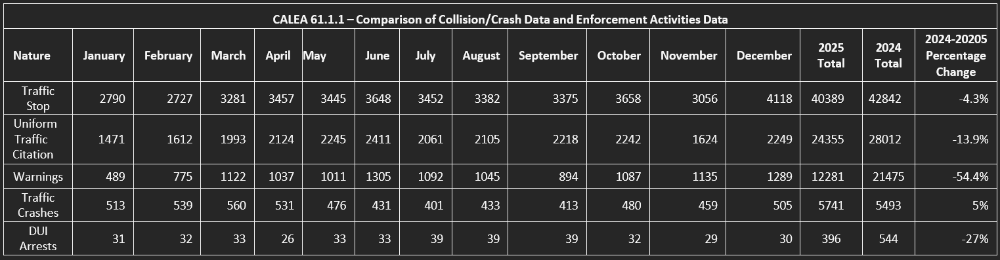 CALEA 61.1.1 – Comparison of Collision/Crash Data and Enforcement Activities Data
Nature January February March April May June July August September October November December 2025 Total 2024 Total 2024-20205 Percentage Change
Traffic Stop 2790 2727 3281 3457 3445 3648 3452 3382 3375 3658 3056 4118 40389 42842 -4.3%
Uniform Traffic Citation 1471 1612 1993 2124 2245 2411 2061 2105 2218 2242 1624 2249 24355 28012 -13.9%
Warnings 489 775 1122 1037 1011 1305 1092 1045 894 1087 1135 1289 12281 21475 -54.4%
Traffic Crashes 513 539 560 531 476 431 401 433 413 480 459 505 5741 5493 5%
DUI Arrests 31 32 33 26 33 33 39 39 39 32 29 30 396 544 -27%